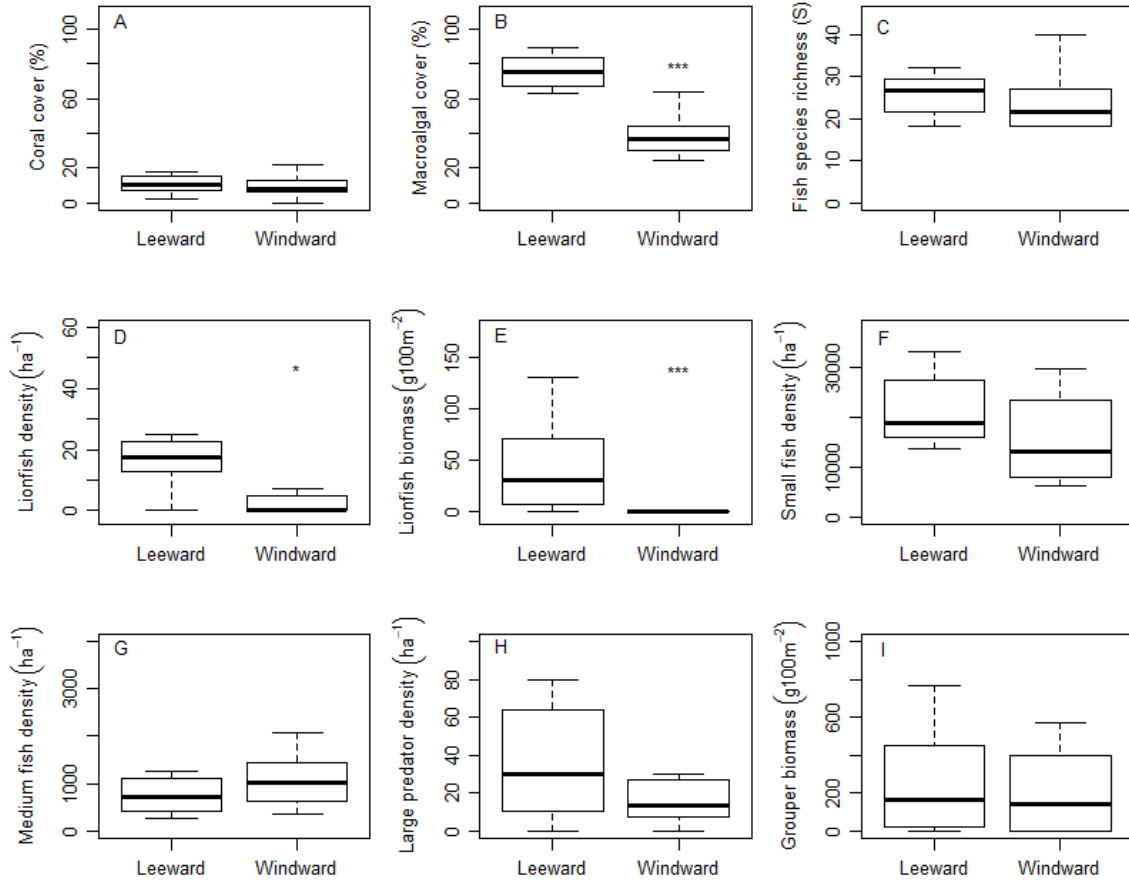 A
Coral cover (%)
0 20 60 100
Leeward Windward
B
Macroalgal cover (%)
0 20 60 100
***
Leeward Windward
C
Fish species richness (S)
0 10 20 30 40
Leeward Windward
D
Lionfish density (ha⁻¹)
0 20 40 60
*
Leeward Windward
E
Lionfish biomass (g100m⁻²)
0 50 100 150
***
Leeward Windward
F
Small fish density (ha⁻¹)
0 10000 30000
Leeward Windward
G
Medium fish density (ha⁻¹)
0 1000 3000
Leeward Windward
H
Large predator density (ha⁻¹)
0 20 40 60 80
Leeward Windward
I
Grouper biomass (g100m⁻²)
0 200 600 1000
Leeward Windward